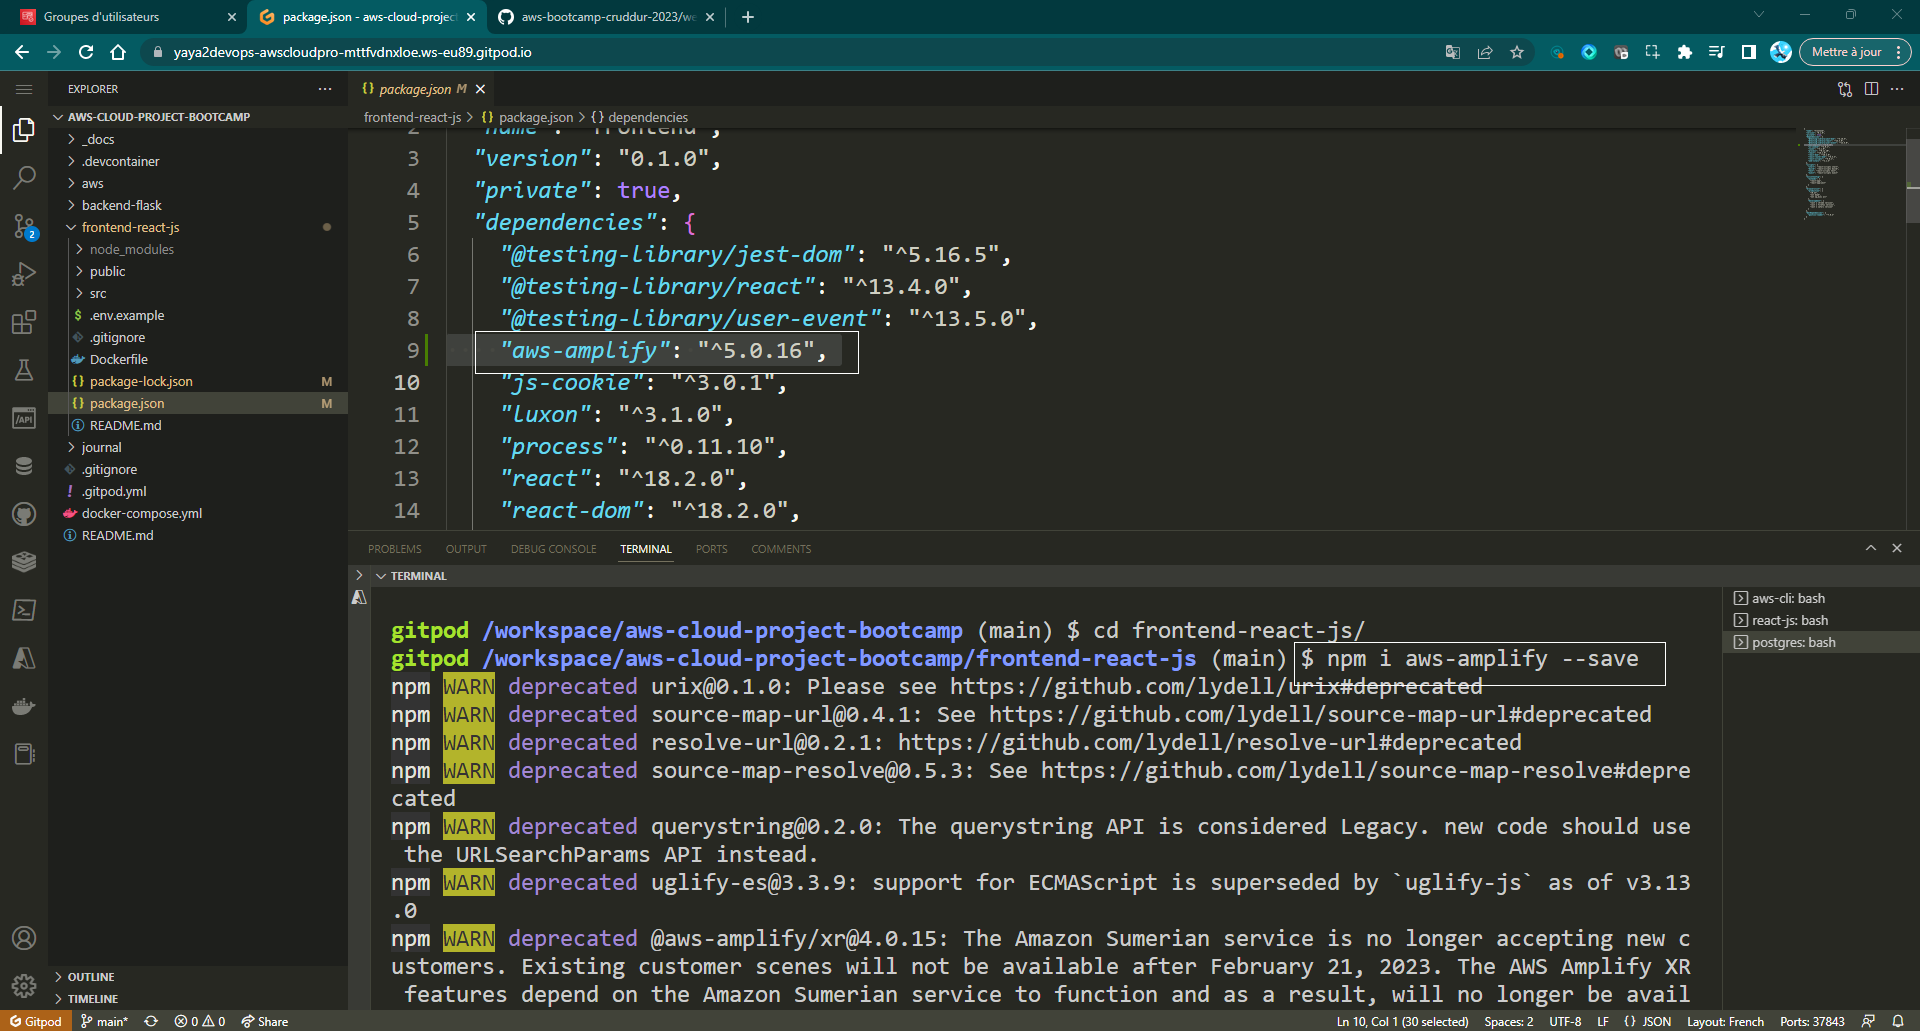 Groupes d'utilisateurs
package.json - aws-cloud-project
aws-bootcamp-cruddur-2023/we
yaya2devops-awscloudpro-mttfvdnxloe.ws-eu89.gitpod.io
Mettre à jour
EXPLORER
AWS-CLOUD-PROJECT-BOOTCAMP
_docs
.devcontainer
aws
backend-flask
frontend-react-js
node_modules
public
src
.env.example
.gitignore
Dockerfile
package-lock.json M
package.json M
README.md
journal
.gitignore
.gitpod.yml
docker-compose.yml
README.md
OUTLINE
TIMELINE
package.json M
frontend-react-js > {} package.json > {} dependencies
2 "name": "frontend",
3 "version": "0.1.0",
4 "private": true,
5 "dependencies": {
6 "@testing-library/jest-dom": "^5.16.5",
7 "@testing-library/react": "^13.4.0",
8 "@testing-library/user-event": "^13.5.0",
9 "aws-amplify": "^5.0.16",
10 "js-cookie": "^3.0.1",
11 "luxon": "^3.1.0",
12 "process": "^0.11.10",
13 "react": "^18.2.0",
14 "react-dom": "^18.2.0",
PROBLEMS OUTPUT DEBUG CONSOLE TERMINAL PORTS COMMENTS
TERMINAL
gitpod /workspace/aws-cloud-project-bootcamp (main) $ cd frontend-react-js/
gitpod /workspace/aws-cloud-project-bootcamp/frontend-react-js (main) $ npm i aws-amplify --save
npm WARN deprecated urix@0.1.0: Please see https://github.com/lydell/urix#deprecated
npm WARN deprecated source-map-url@0.4.1: See https://github.com/lydell/source-map-url#deprecated
npm WARN deprecated resolve-url@0.2.1: https://github.com/lydell/resolve-url#deprecated
npm WARN deprecated source-map-resolve@0.5.3: See https://github.com/lydell/source-map-resolve#depre
cated
npm WARN deprecated querystring@0.2.0: The querystring API is considered Legacy. new code should use
the URLSearchParams API instead.
npm WARN deprecated uglify-es@3.3.9: support for ECMAScript is superseded by `uglify-js` as of v3.13
.0
npm WARN deprecated @aws-amplify/xr@4.0.15: The Amazon Sumerian service is no longer accepting new c
ustomers. Existing customer scenes will not be available after February 21, 2023. The AWS Amplify XR
features depend on the Amazon Sumerian service to function and as a result, will no longer be avail
aws-cli: bash
react-js: bash
postgres: bash
Gitpod main* 0 0 Share
Ln 10, Col 1 (30 selected) Spaces: 2 UTF-8 LF {} JSON Layout: French Ports: 37843